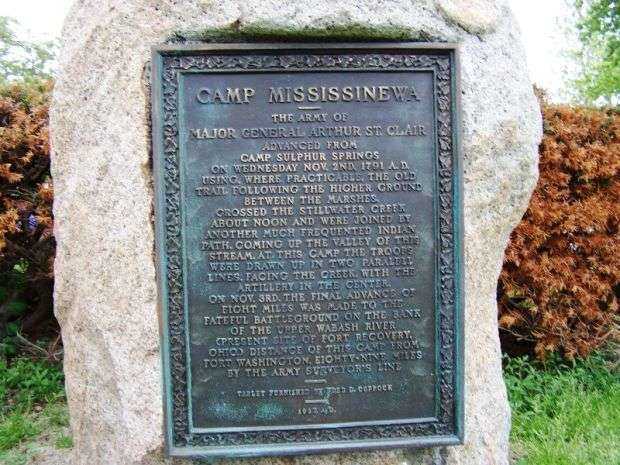 CAMP MISSISSINEWA
THE ARMY OF
MAJOR GENERAL ARTHUR ST. CLAIR
ADVANCED FROM
CAMP SULPHUR SPRINGS
ON WEDNESDAY NOV. 2ND, 1791 A.D.
USING, WHERE PRACTICABLE, THE OLD
TRAIL FOLLOWING THE HIGHER GROUND
BETWEEN THE MARSHES.
CROSSED THE STILLWATER CREEK
ABOUT NOON AND WERE JOINED BY
ANOTHER MUCH FREQUENTED INDIAN
PATH, COMING UP THE VALLEY OF THIS
STREAM. AT THIS CAMP THE TROOPS
WERE DRAWN UP IN TWO PARALLEL
LINES, FACING THE CREEK, WITH THE
ARTILLERY IN THE CENTER.
ON NOV. 3RD, THE FINAL ADVANCE OF
EIGHT MILES WAS MADE TO THE
FATEFUL BATTLEGROUND ON THE BANK
OF THE UPPER WABASH RIVER
(PRESENT SITE OF FORT RECOVERY,
OHIO) DISTANCE OF THIS CAMP FROM
FORT WASHINGTON, EIGHTY-NINE MILES
BY THE ARMY SURVEYOR'S LINE
TABLET FURNISHED BY FRED D. COPPOCK
A.D.